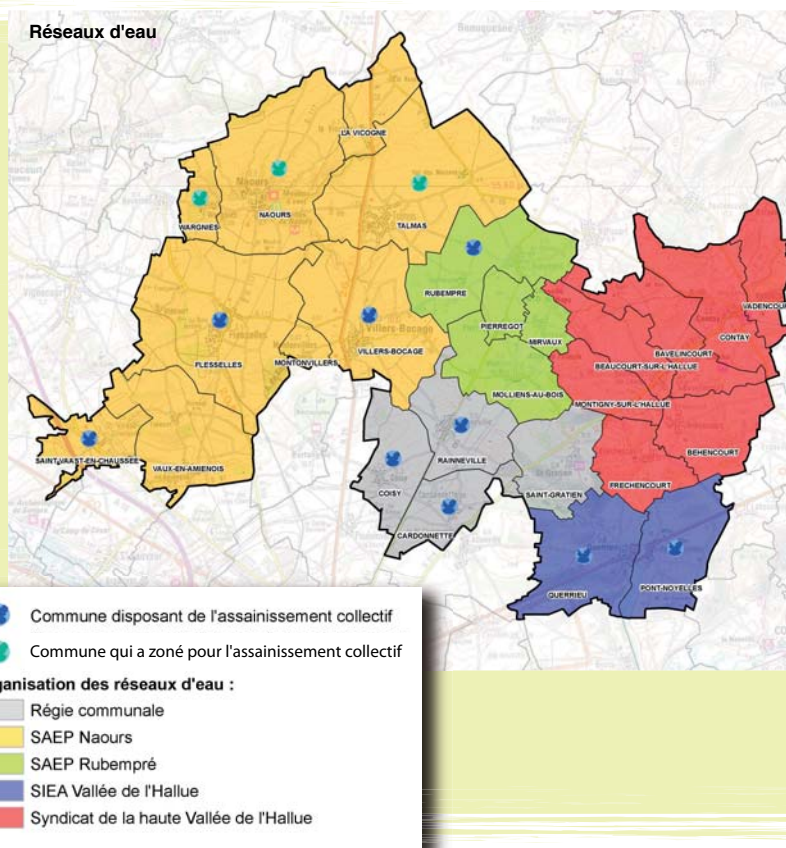 Réseaux d'eau
LA VICOGNE
NAOURS
WARGNIES
TALMAS
RUBEMPRE
VADENCOURT
PIERREGOT
CONTAY
MIRVAUX
FLESSELLES
MONTONVILLERS
Villers-Bocage
VILLERS-BOCAGE
BAVELINCOURT
BEAUCOURT-SUR-L'HALLUE
MOLLIENS-AU-BOIS
MONTIGNY-SUR-L'HALLUE
SAINT-VAAST-EN-CHAUSSEE
VAUX-EN-AMIENOIS
RAINNEVILLE
BEHENCOURT
COISY
SAINT-GRATIEN
FRECHENCOURT
CARDONNETTE
QUERRIEU
PONT-NOYELLES
Commune disposant de l'assainissement collectif
Commune qui a zoné pour l'assainissement collectif
ganisation des réseaux d'eau :
Régie communale
SAEP Naours
SAEP Rubempré
SIEA Vallée de l'Hallue
Syndicat de la haute Vallée de l'Hallue